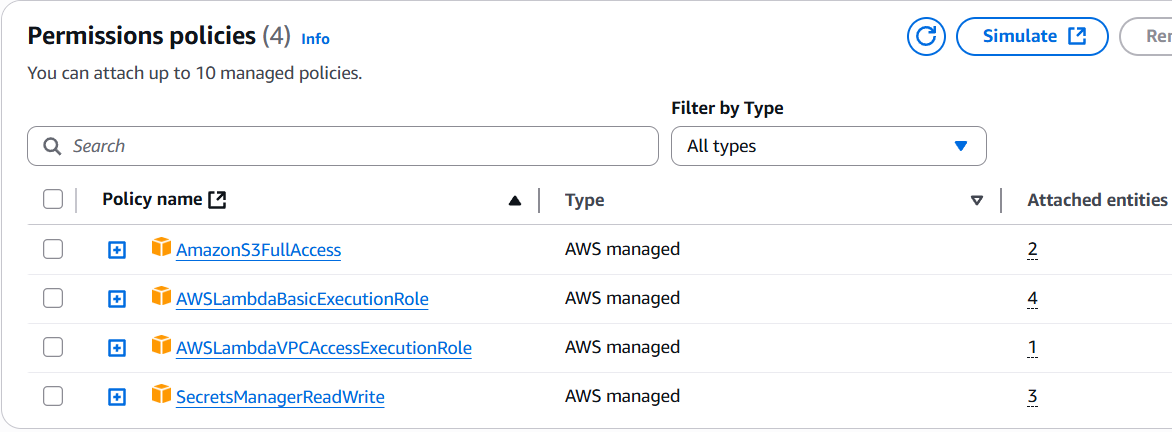 Permissions policies (4) Info
Simulate
You can attach up to 10 managed policies.
Filter by Type
Search
All types
Policy name Type Attached entities
AmazonS3FullAccess AWS managed 2
AWSLambdaBasicExecutionRole AWS managed 4
AWSLambdaVPCAccessExecutionRole AWS managed 1
SecretsManagerReadWrite AWS managed 3